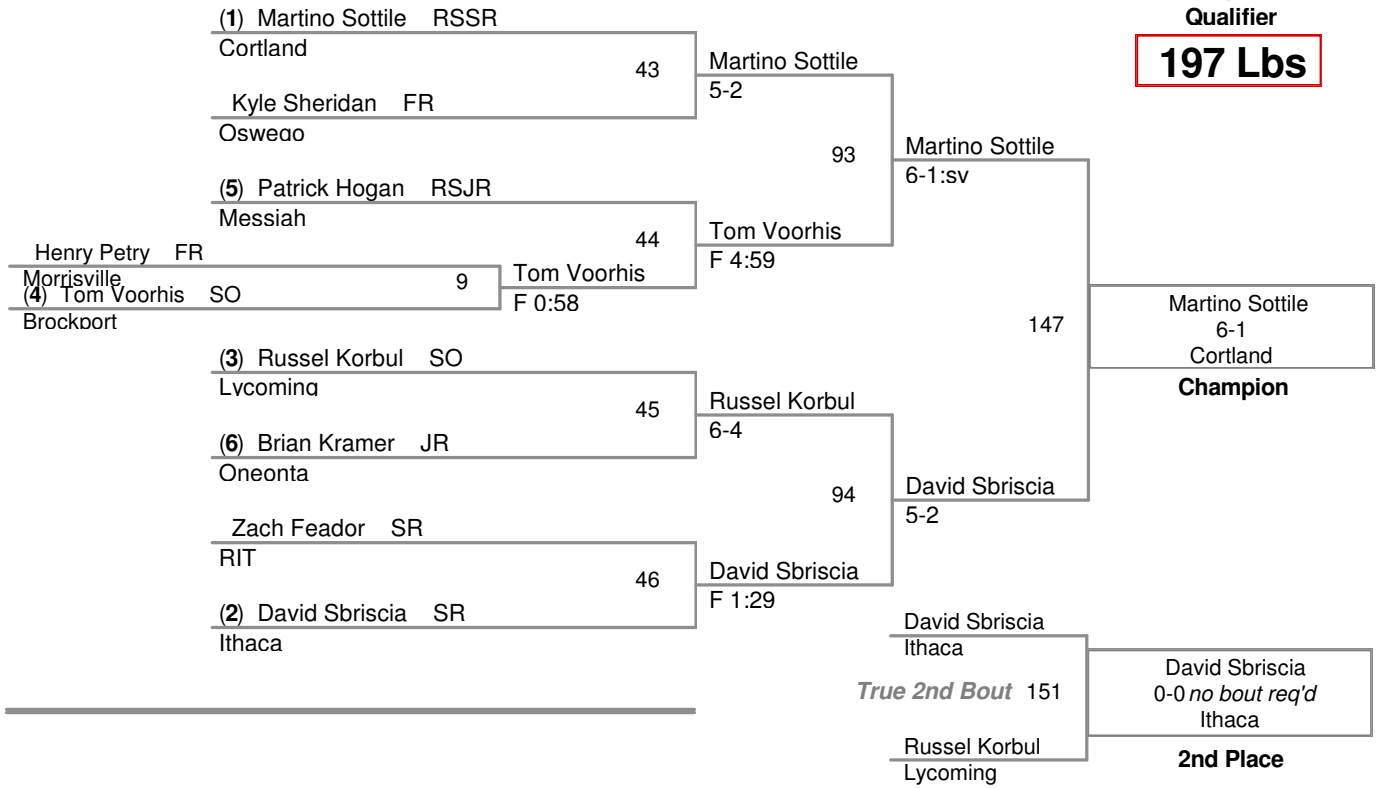 Qualifier
197 Lbs
(1) Martino Sottile RSSR
Cortland
43
Martino Sottile
5-2
Kyle Sheridan FR
Oswego
93
Martino Sottile
6-1:sv
(5) Patrick Hogan RSJR
Messiah
44
Tom Voorhis
F 4:59
Henry Petry FR
Morrisville
9
Tom Voorhis
F 0:58
(4) Tom Voorhis SO
Brockport
147
Martino Sottile
6-1
Cortland
Champion
(3) Russel Korbul SO
Lycoming
45
Russel Korbul
6-4
(6) Brian Kramer JR
Oneonta
94
David Sbriscia
5-2
Zach Feador SR
RIT
46
David Sbriscia
F 1:29
(2) David Sbriscia SR
Ithaca
David Sbriscia
Ithaca
True 2nd Bout 151
David Sbriscia
0-0 no bout req'd
Ithaca
Russel Korbul
Lycoming
2nd Place